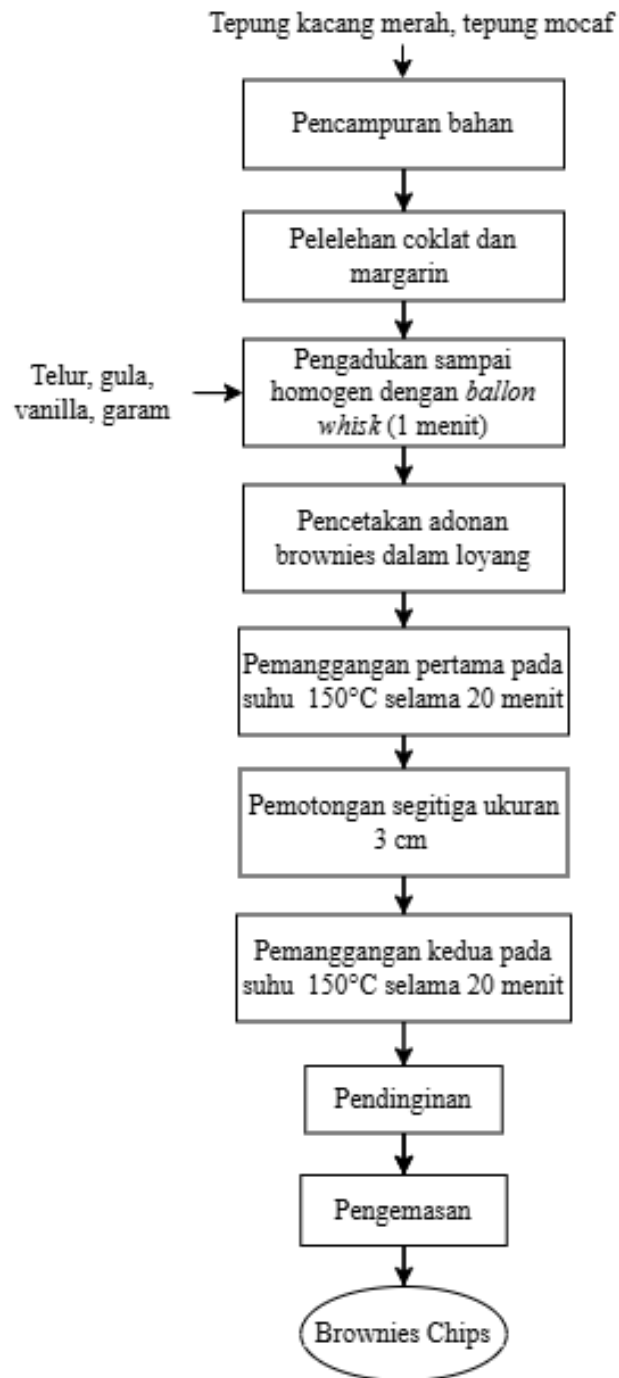 Tepung kacang merah, tepung mocaf
Pencampuran bahan
Pelelehan coklat dan
margarin
Telur, gula,
vanilla, garam
Pengadukan sampai
homogen dengan ballon
whisk (1 menit)
Pencetakan adonan
brownies dalam loyang
Pemanggangan pertama pada
suhu 150°C selama 20 menit
Pemotongan segitiga ukuran
3 cm
Pemanggangan kedua pada
suhu 150°C selama 20 menit
Pendinginan
Pengemasan
Brownies Chips